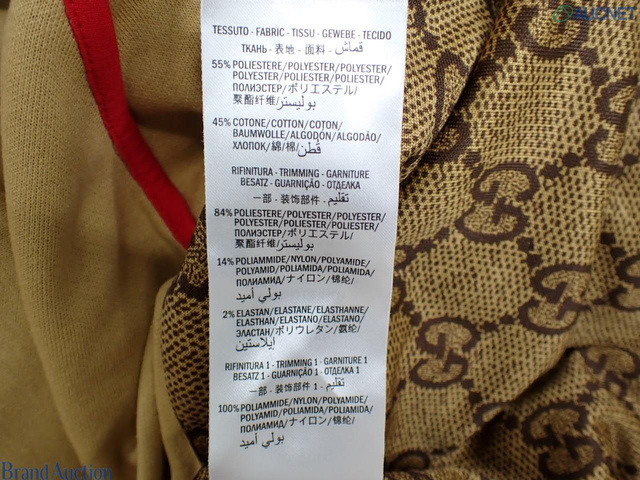 AUCNET
TESSUTO - FABRIC - TISSU - GEWEBE - TECIDO
ТКАНЬ - 表地 - 面料 - قماش
55% POLIESTERE/POLYESTER/POLYESTER/
POLYESTER/POLIESTER/POLIESTER/
ПОЛИЭСТЕР/ポリエステル/
聚酯纤维/بوليستر
45% COTONE/COTTON/COTON/
BAUMWOLLE/ALGODÓN/ALGODÃO/
ХЛОПОК/綿/棉/قطن
RIFINITURA - TRIMMING - GARNITURE
BESATZ - GUARNIÇÃO - ОТДЕЛКА
一部 - 装饰部件 - تقليم
84% POLIESTERE/POLYESTER/POLYESTER/
POLYESTER/POLIESTER/POLIESTER/
ПОЛИЭСТЕР/ポリエステル/
聚酯纤维/بوليستر
14% POLIAMMIDE/NYLON/POLYAMIDE/
POLYAMID/POLIAMIDA/POLIAMIDA/
ПОЛИАМИД/ナイロン/锦纶/
بولي أميد
2% ELASTAN/ELASTANE/ELASTHANNE/
ELASTHAN/ELASTANO/ELASTANO/
ЭЛАСТАН/ポリウレタン/氨纶/
إيلاستين
RIFINITURA 1 - TRIMMING 1 - GARNITURE 1
BESATZ 1 - GUARNIÇÃO 1 - ОТДЕЛКА 1
一部 - 装饰部件 1 - تقليم
100% POLIAMMIDE/NYLON/POLYAMIDE/
POLYAMID/POLIAMIDA/POLIAMIDA/
ПОЛИАМИД/ナイロン/锦纶/
بولي أميد
Brand Auction